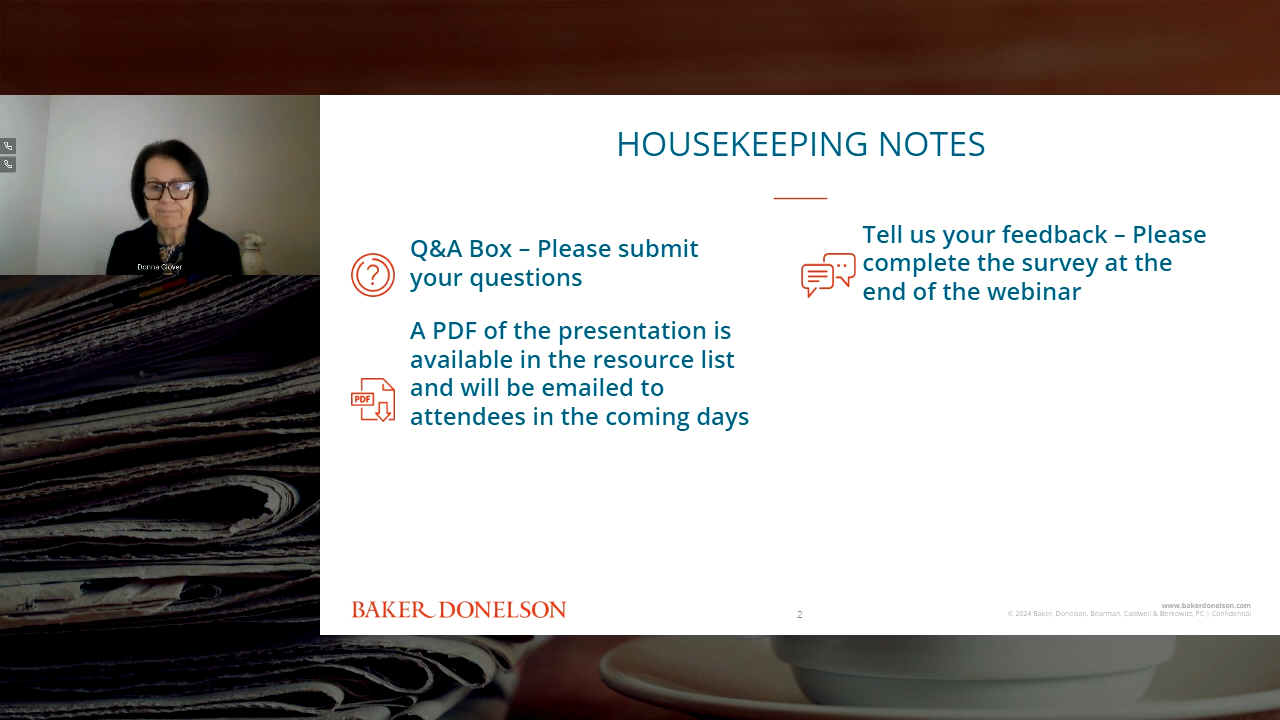 HOUSEKEEPING NOTES
Q&A Box – Please submit
your questions
A PDF of the presentation is
available in the resource list
and will be emailed to
attendees in the coming days
PDF
Tell us your feedback – Please
complete the survey at the
end of the webinar
Donna Glover
BAKER DONELSON
2
www.bakerdonelson.com
© 2024 Baker, Donelson, Bearman, Caldwell & Berkowitz, PC | Confidential